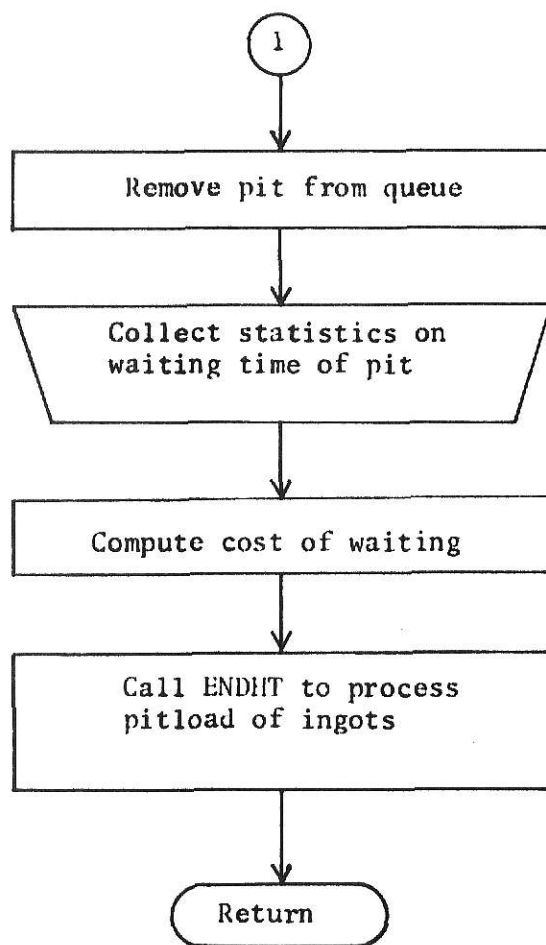 1
Remove pit from queue
Collect statistics on
waiting time of pit
Compute cost of waiting
Call ENDHT to process
pitload of ingots
Return